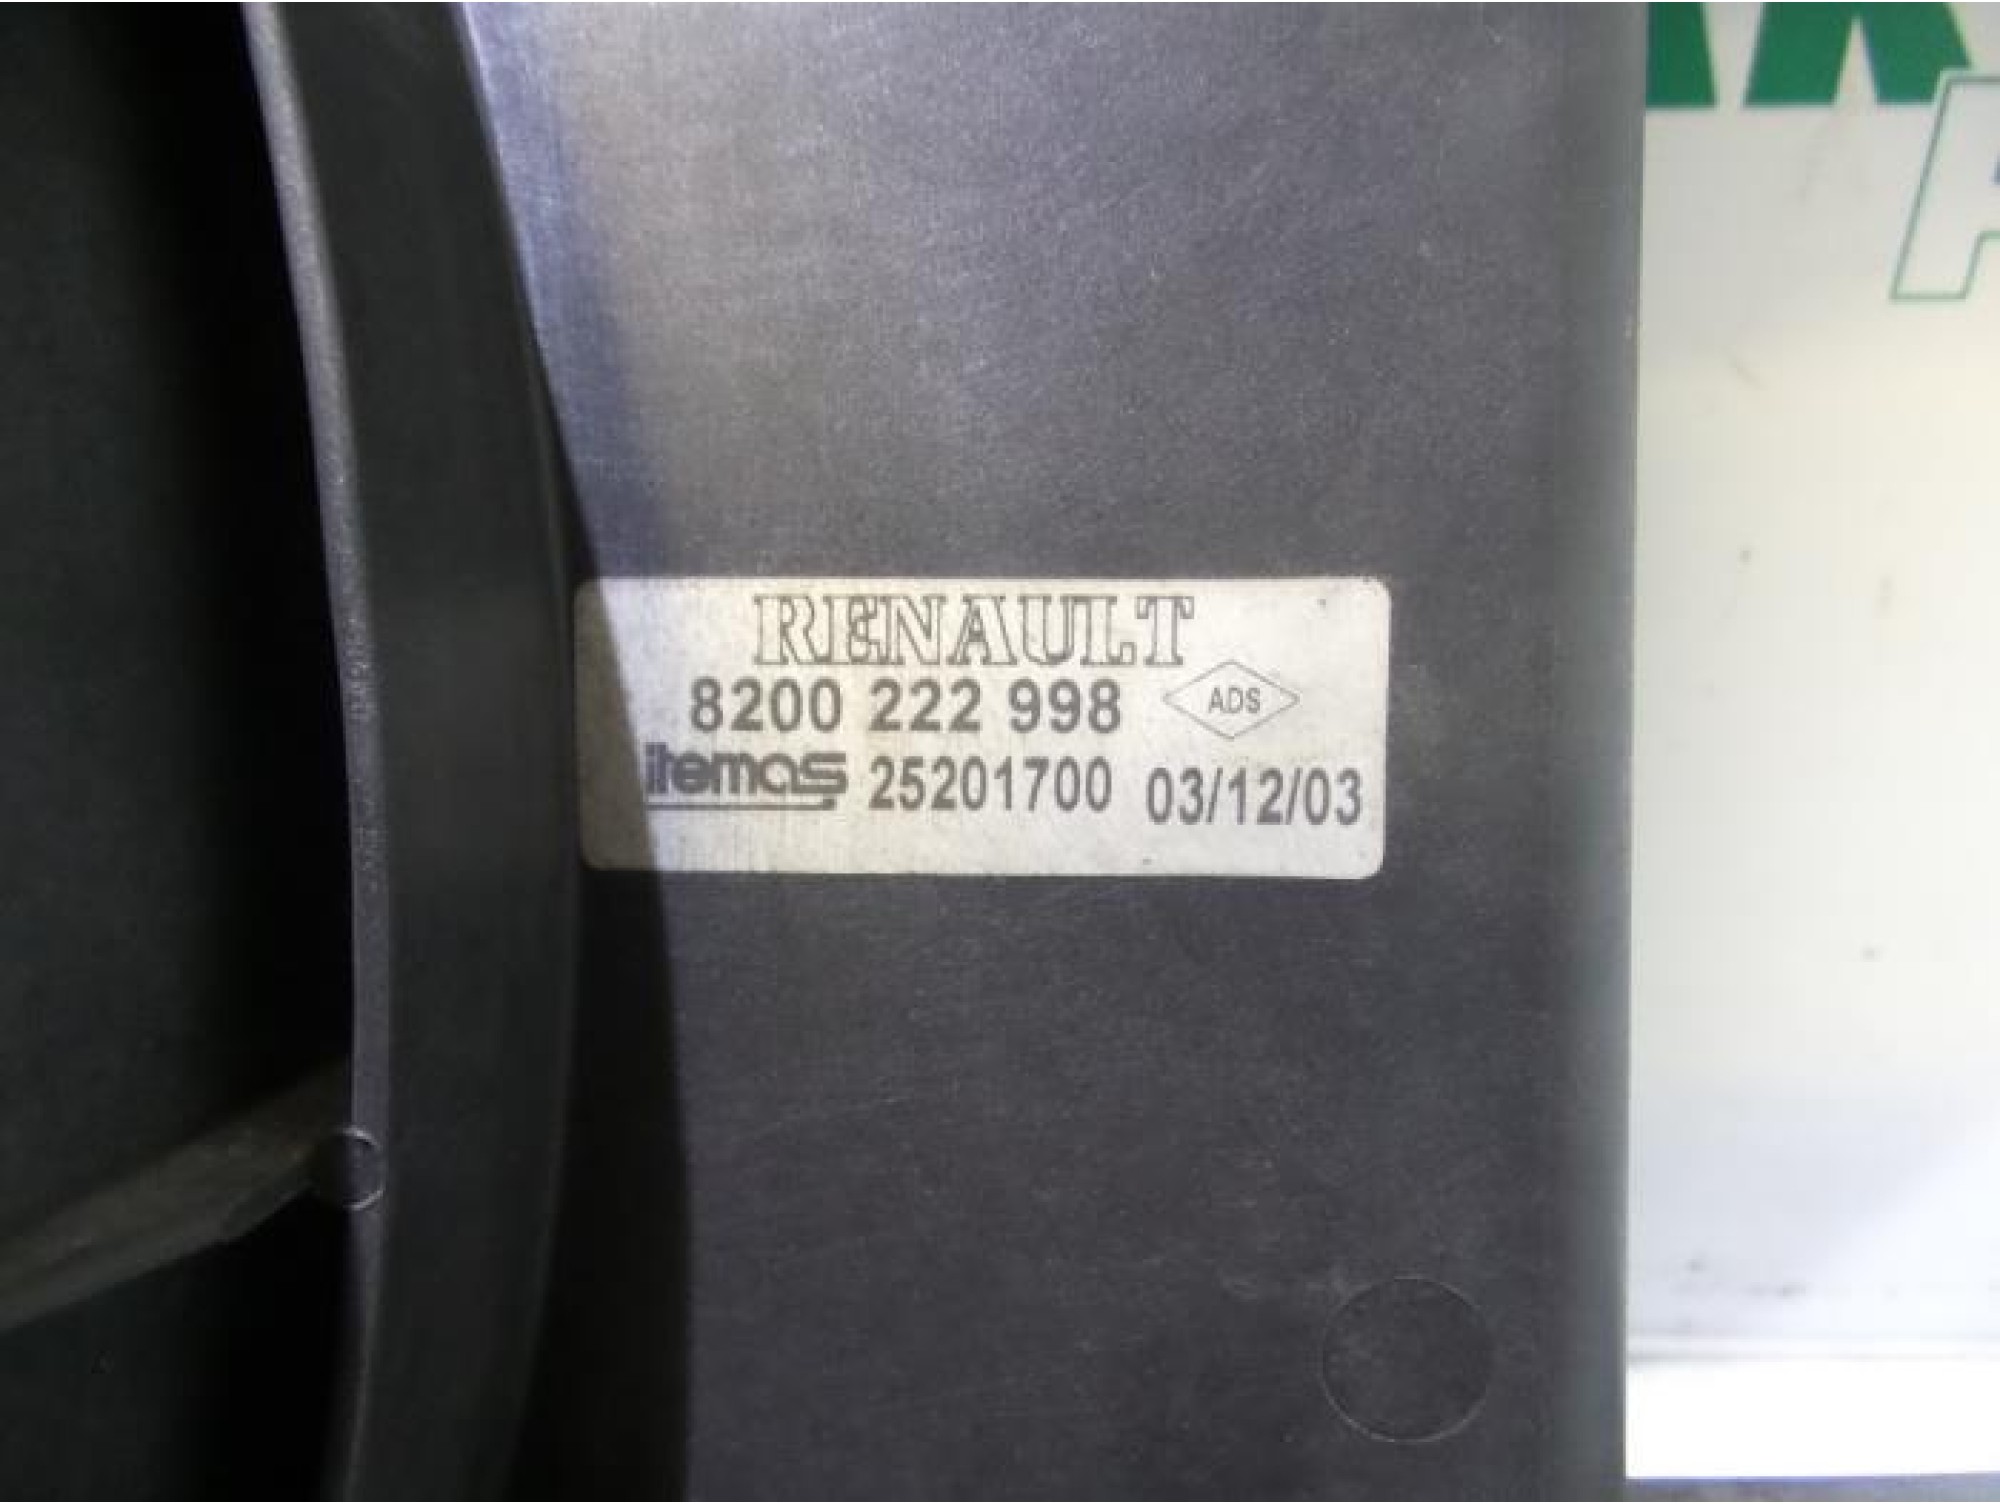 RENAULT
8200 222 998 ADS
itemas 25201700 03/12/03